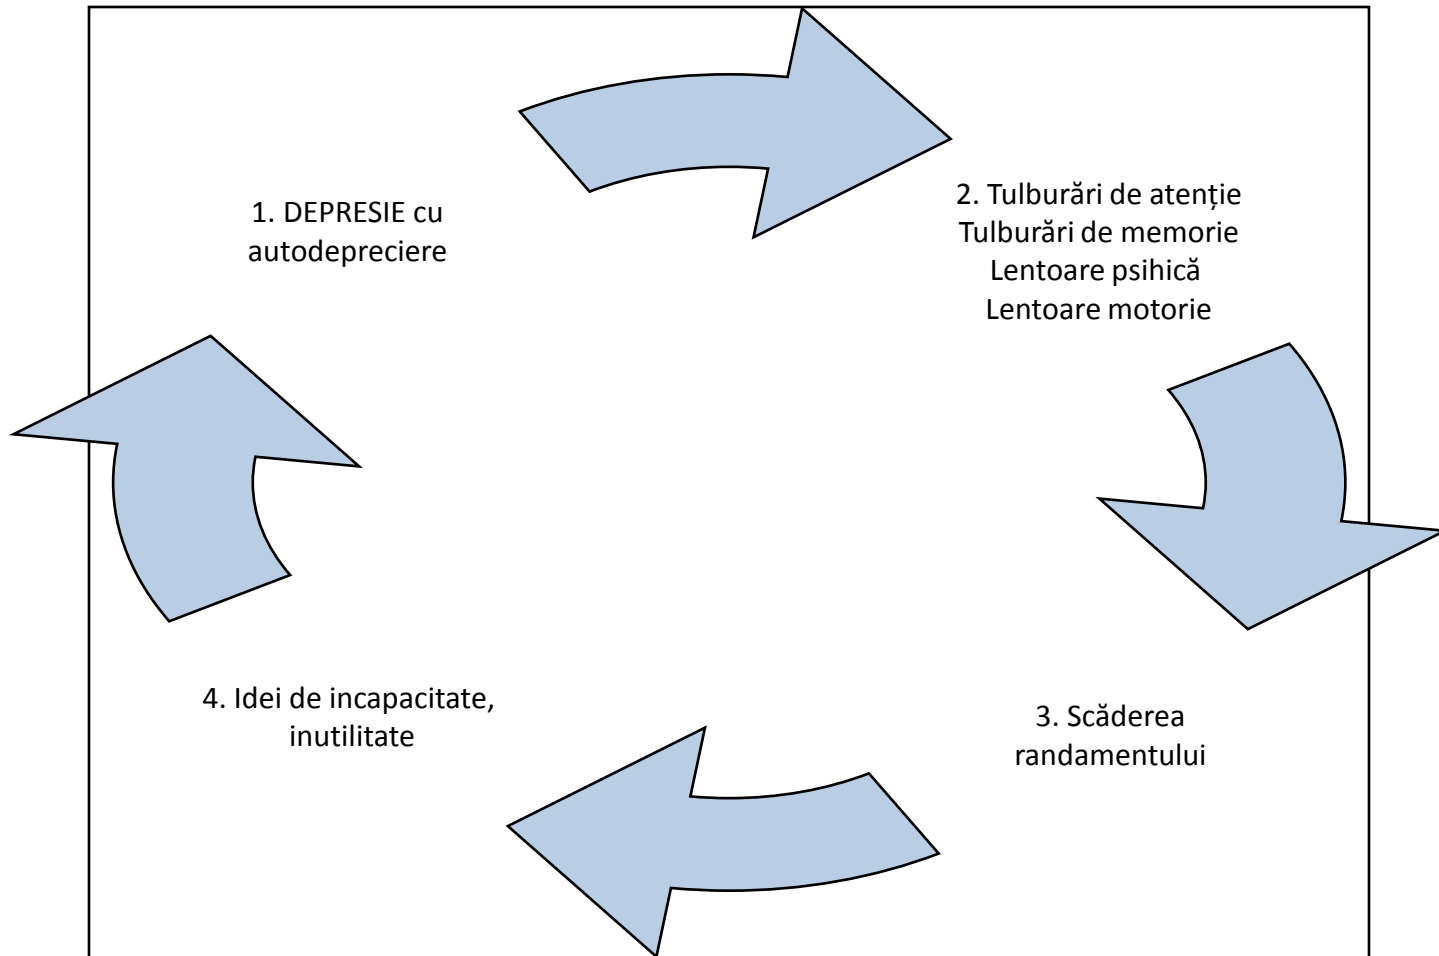 1. DEPRESIE cu
autodepreciere
2. Tulburări de atenție
Tulburări de memorie
Lentoare psihică
Lentoare motorie
3. Scăderea
randamentului
4. Idei de incapacitate,
inutilitate